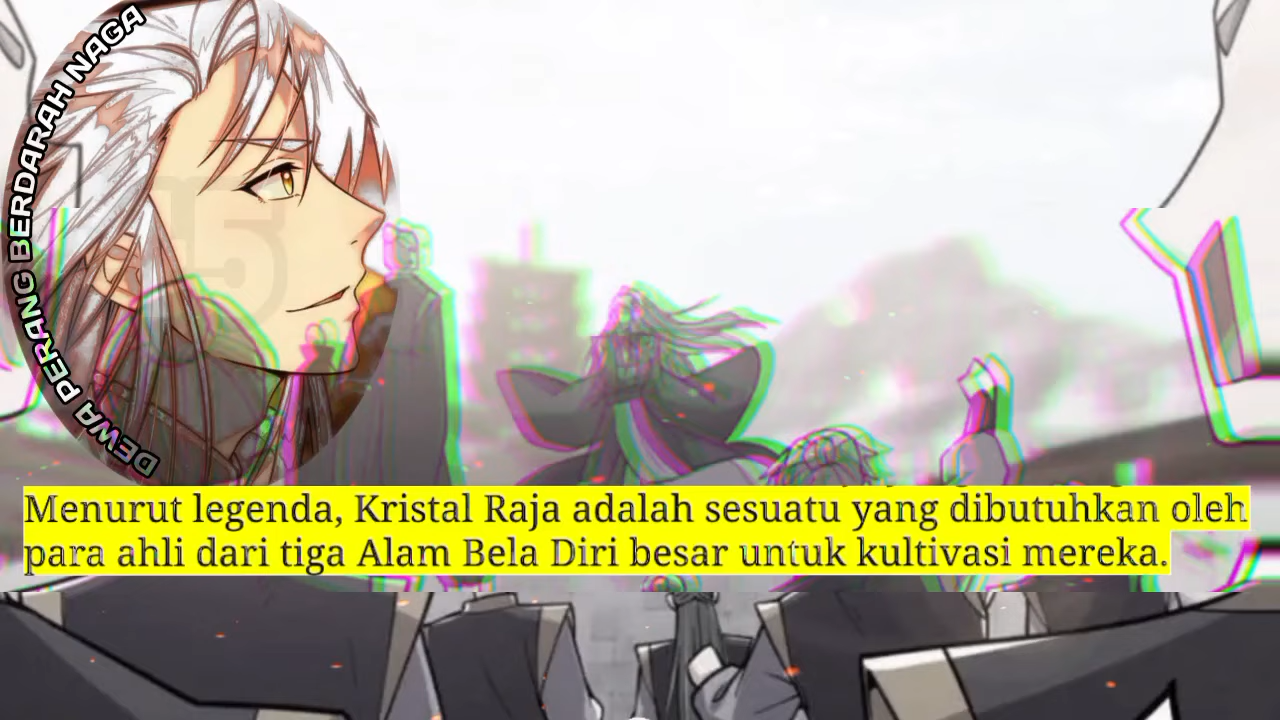 DEWA PERANG BERDARAH NAGA
15
Menurut legenda, Kristal Raja adalah sesuatu yang dibutuhkan oleh
para ahli dari tiga Alam Bela Diri besar untuk kultivasi mereka.